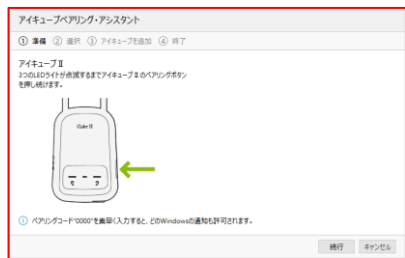 アイキューブペアリング・アシスタント
① 準備 ② 選択 ③ アイキューブを追加 ④ 終了
アイキューブ II
3つのLEDライトが点滅するまでアイキューブ II のペアリングボタン
を押し続けます。
iCube II
ペアリングコード"0000"を素早く入力すると、どのWindowsの通知も許可されます。
続行 キャンセル